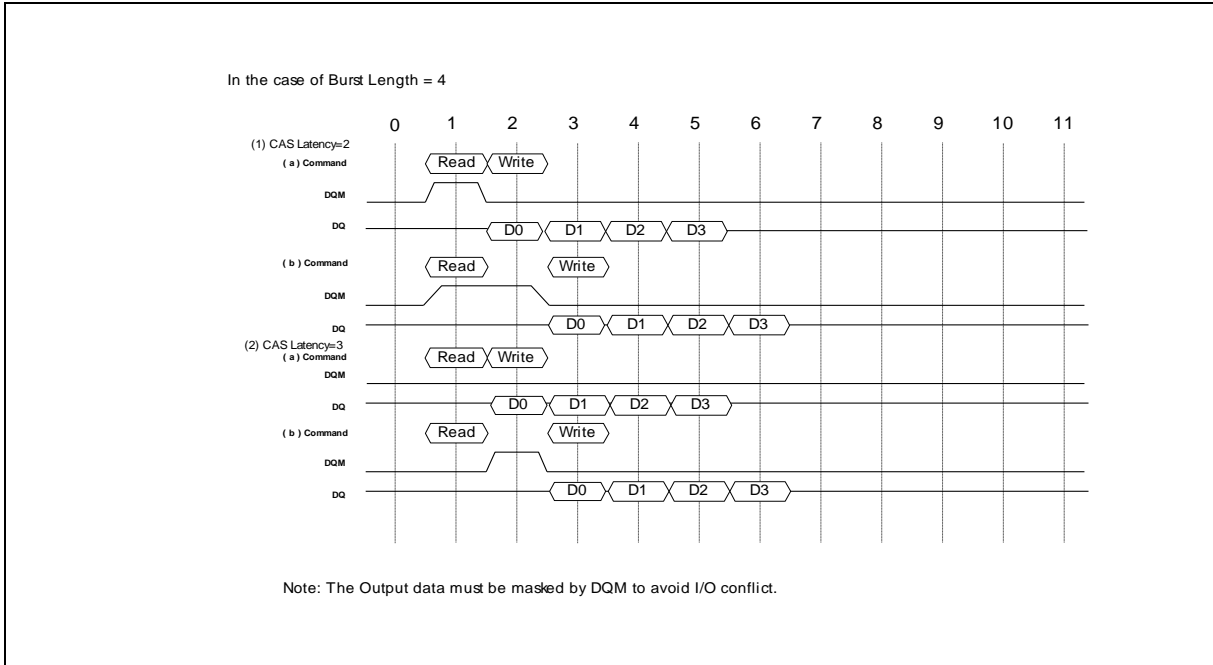 In the case of Burst Length = 4
0 1 2 3 4 5 6 7 8 9 10 11
(1) CAS Latency=2
( a ) Command Read Write
DQM
DQ D0 D1 D2 D3
( b ) Command Read Write
DQM
DQ D0 D1 D2 D3
(2) CAS Latency=3
( a ) Command Read Write
DQM
DQ D0 D1 D2 D3
( b ) Command Read Write
DQM
DQ D0 D1 D2 D3
Note: The Output data must be masked by DQM to avoid I/O conflict.